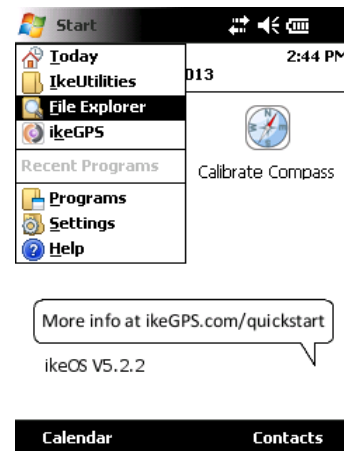 Start
Today
2:44 PM
IkeUtilities
013
File Explorer
ikeGPS
Recent Programs
Calibrate Compass
Programs
Settings
Help
More info at ikeGPS.com/quickstart
ikeOS V5.2.2
Calendar
Contacts